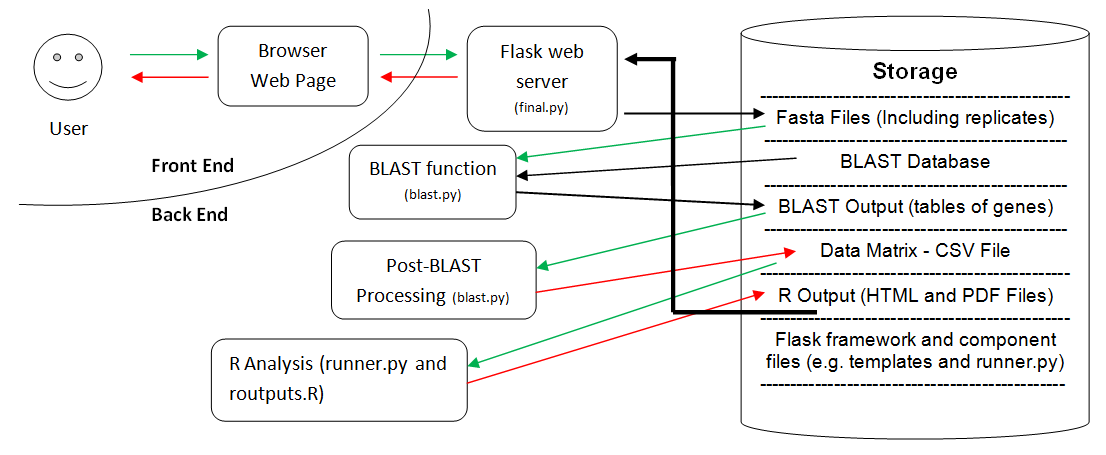 Browser
Web Page
Flask web
server
(final.py)
User
Front End
Back End
BLAST function
(blast.py)
Post-BLAST
Processing (blast.py)
R Analysis (runner.py and
routputs.R)
Storage
Fasta Files (Including replicates)
BLAST Database
BLAST Output (tables of genes)
Data Matrix - CSV File
R Output (HTML and PDF Files)
Flask framework and component
files (e.g. templates and runner.py)